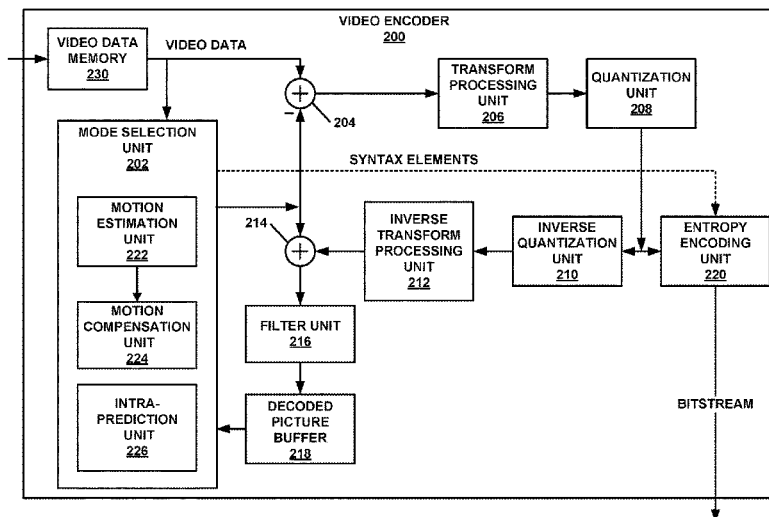 VIDEO ENCODER
200
VIDEO DATA
MEMORY
230
VIDEO DATA
204
TRANSFORM
PROCESSING
UNIT
206
QUANTIZATION
UNIT
208
MODE SELECTION
UNIT
202
SYNTAX ELEMENTS
MOTION
ESTIMATION
UNIT
222
214
INVERSE
TRANSFORM
PROCESSING
UNIT
212
INVERSE
QUANTIZATION
UNIT
210
ENTROPY
ENCODING
UNIT
220
MOTION
COMPENSATION
UNIT
224
FILTER UNIT
216
INTRA-
PREDICTION
UNIT
226
DECODED
PICTURE
BUFFER
218
BITSTREAM